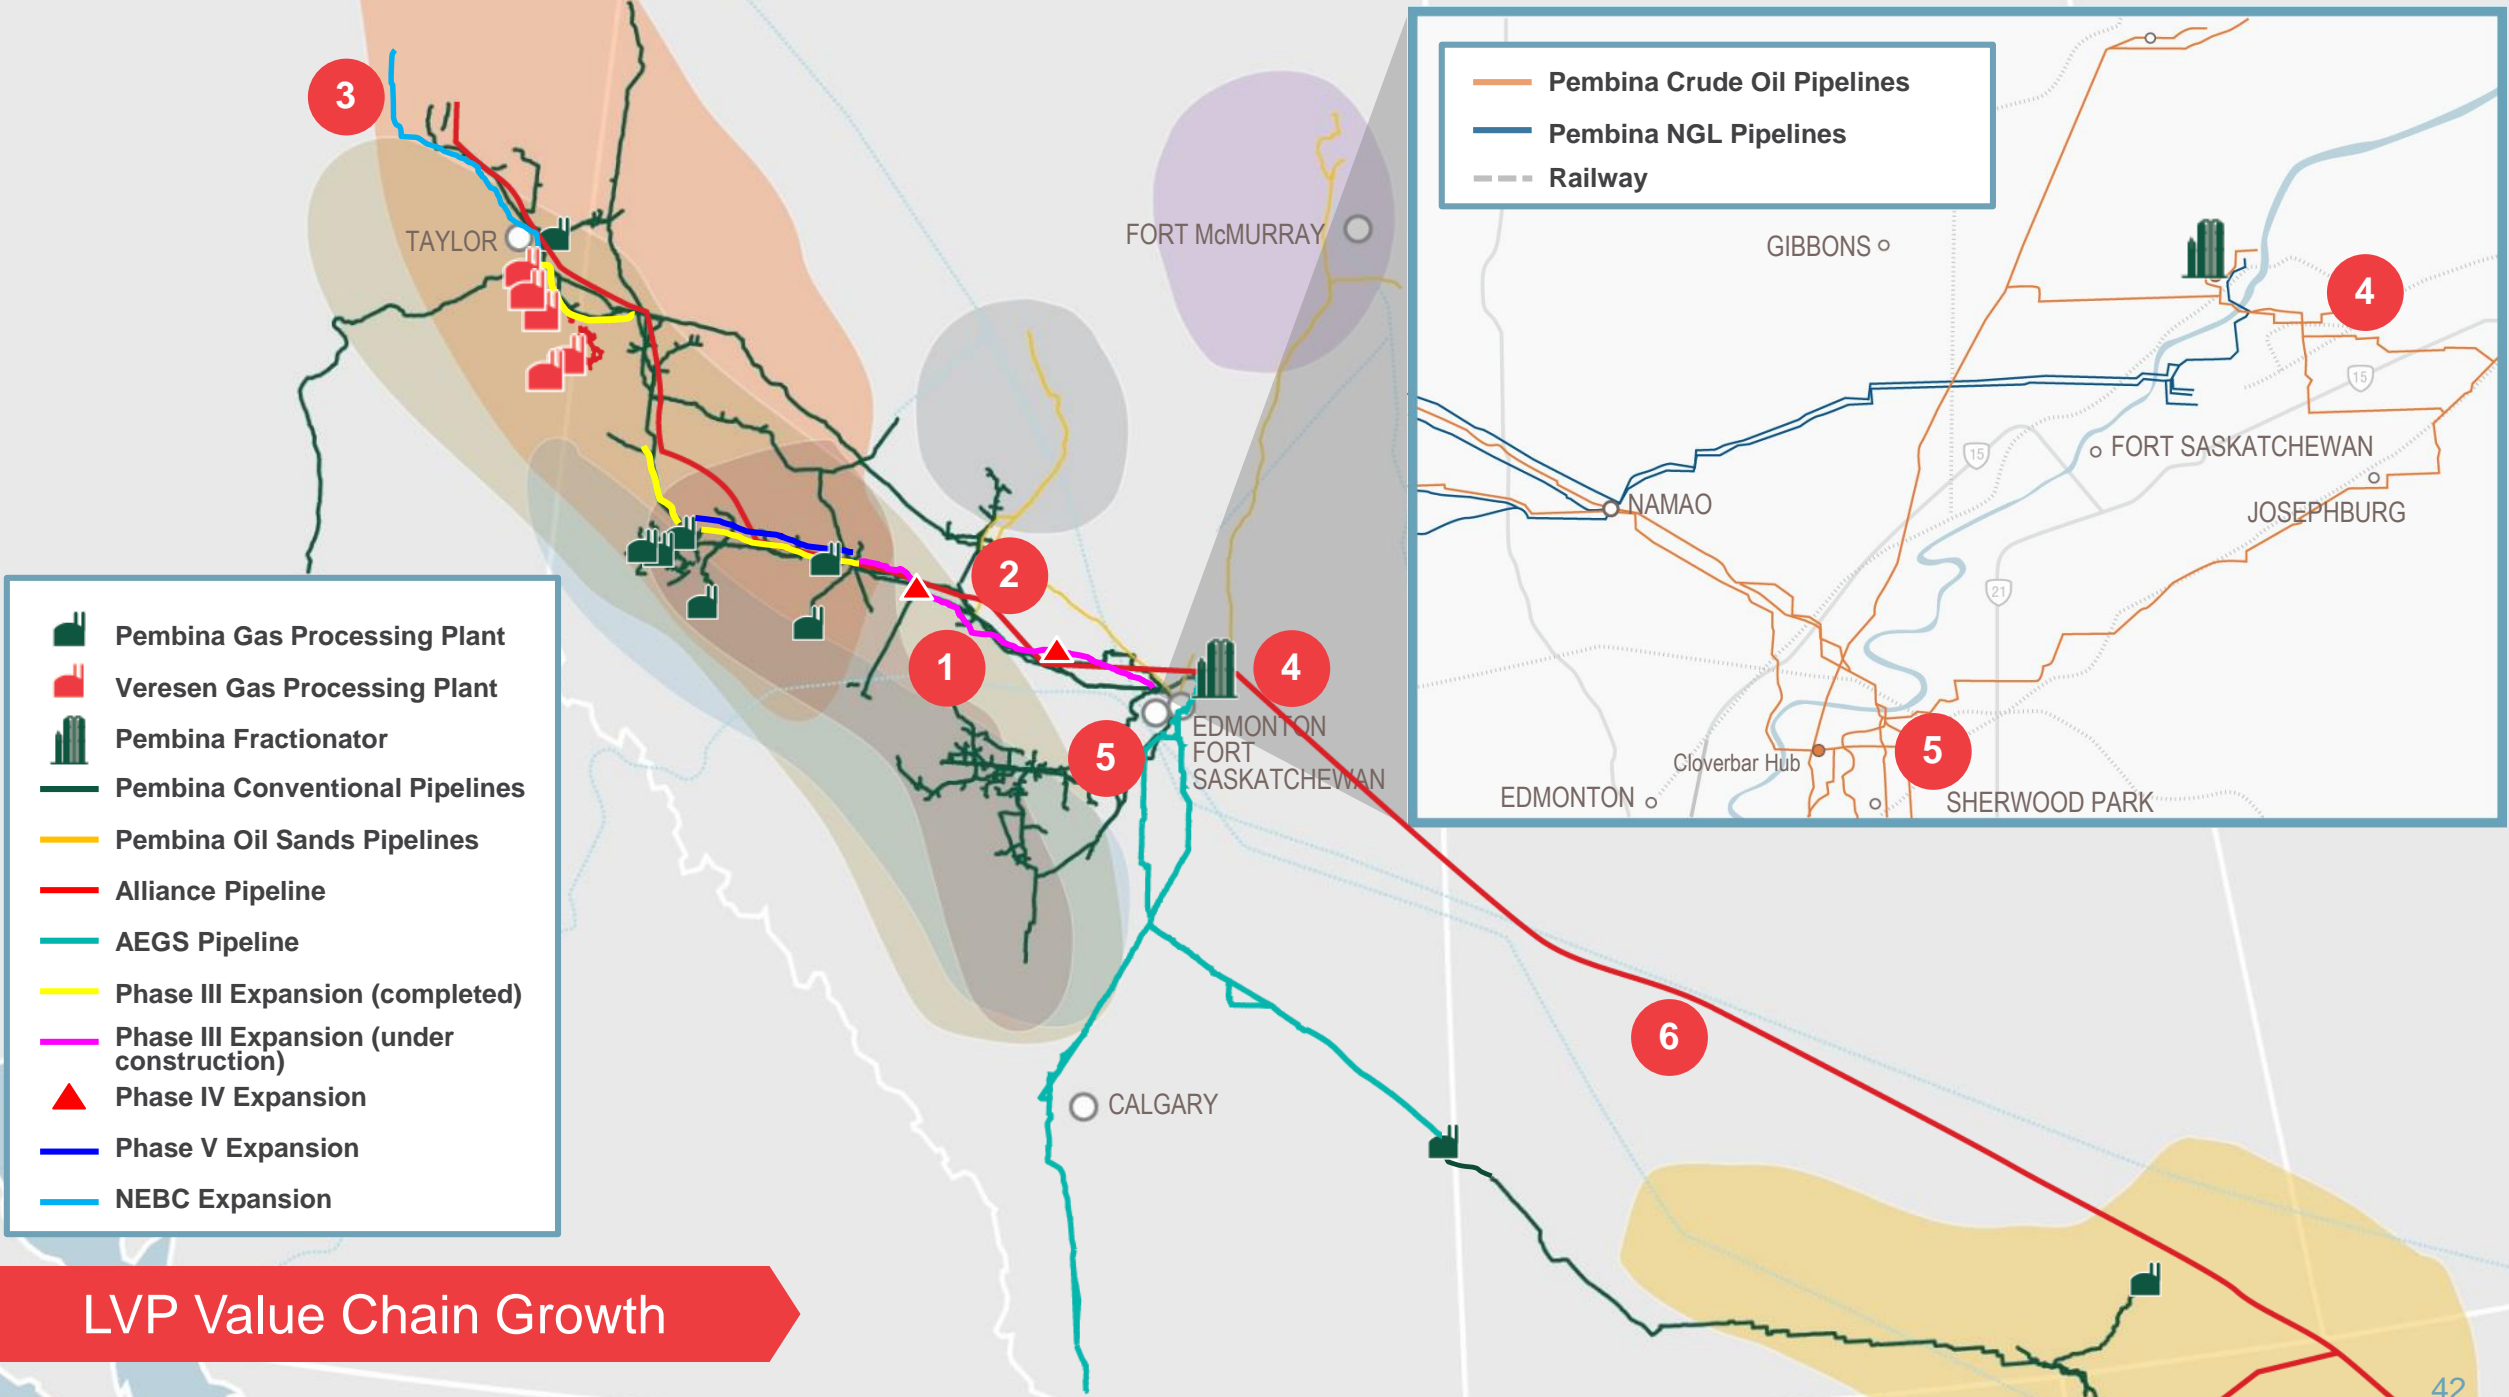 3
TAYLOR
FORT McMURRAY
2
1
4
5
EDMONTON
FORT
SASKATCHEWAN
CALGARY
6
Pembina Crude Oil Pipelines
Pembina NGL Pipelines
Railway
GIBBONS
4
15
15
FORT SASKATCHEWAN
JOSEPHBURG
NAMAO
21
Cloverbar Hub
5
EDMONTON
SHERWOOD PARK
Pembina Gas Processing Plant
Veresen Gas Processing Plant
Pembina Fractionator
Pembina Conventional Pipelines
Pembina Oil Sands Pipelines
Alliance Pipeline
AEGS Pipeline
Phase III Expansion (completed)
Phase III Expansion (under
construction)
Phase IV Expansion
Phase V Expansion
NEBC Expansion
LVP Value Chain Growth
42